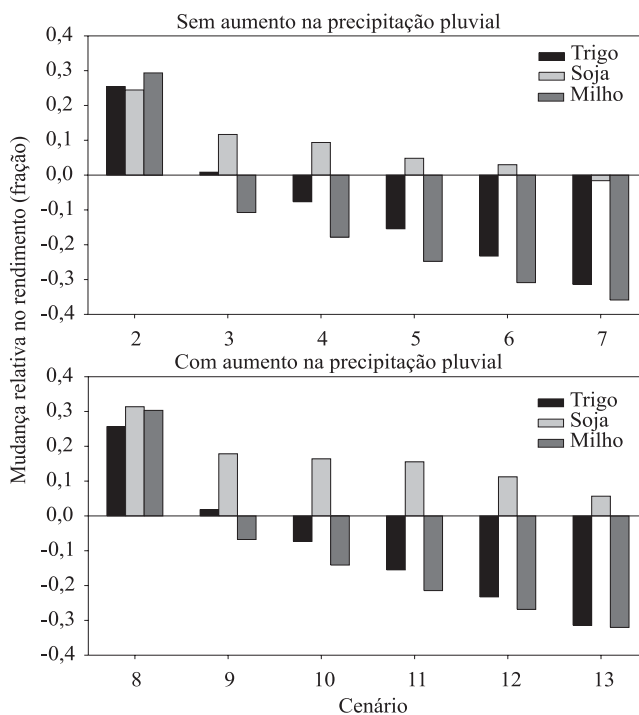 Sem aumento na precipitação pluvial
0,4
0,3
0,2
0,1
0,0
-0,1
-0,2
-0,3
-0,4
Trigo
Soja
Milho
2 3 4 5 6 7
Mudança relativa no rendimento (fração)
Com aumento na precipitação pluvial
0,4
0,3
0,2
0,1
0,0
-0,1
-0,2
-0,3
-0,4
Trigo
Soja
Milho
8 9 10 11 12 13
Cenário